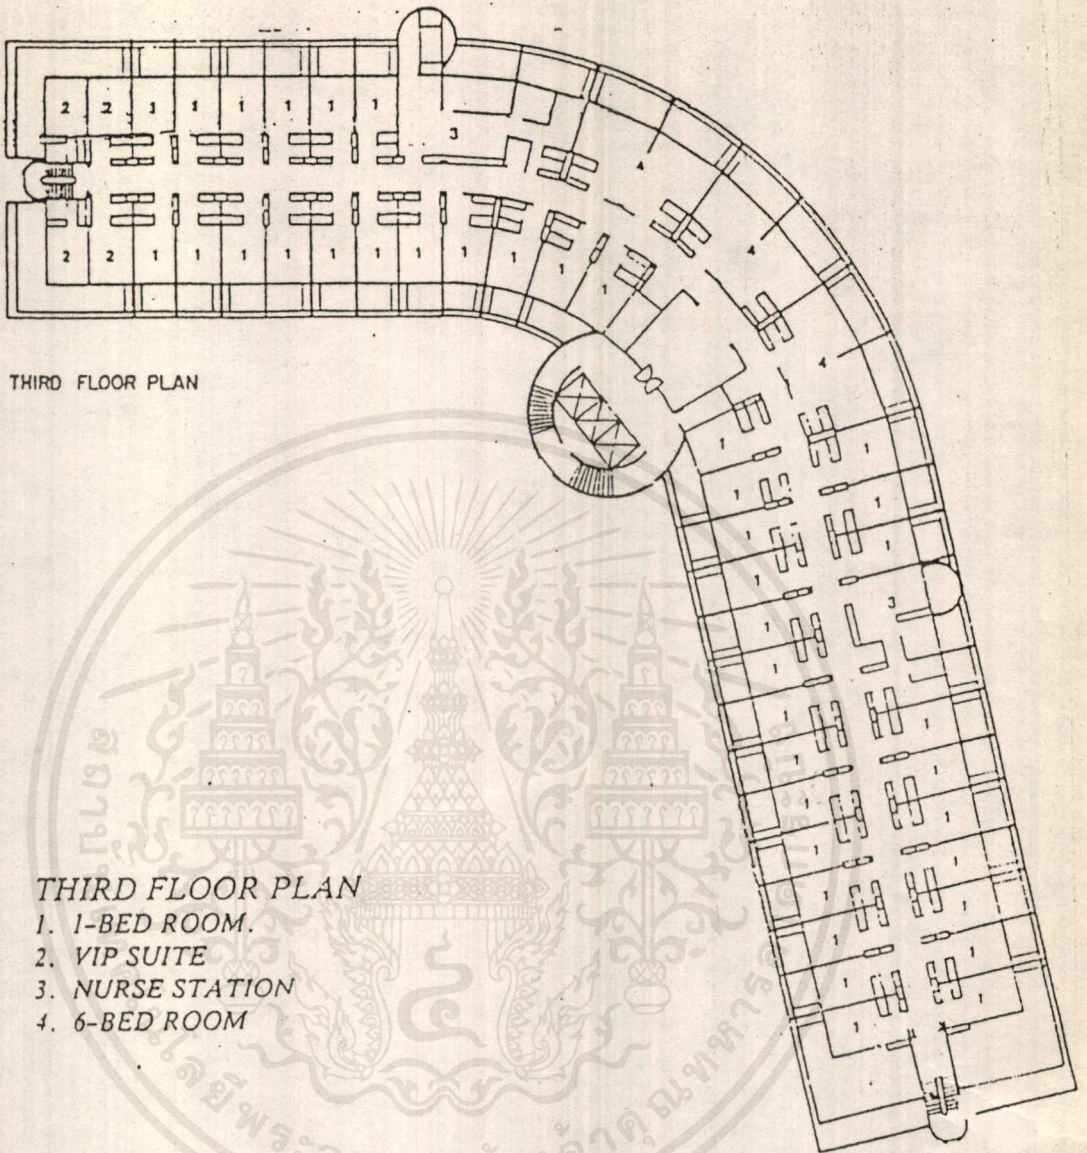 2 2 1 1 1 1 1 1
3
4
4
2 2 1 1 1 1 1 1 1 1 1 1
4
THIRD FLOOR PLAN
1 1
1 1
1 1
1 3
1
1
1 1
1 1
1 1
1 1
1 1
1 1
1 1
1
THIRD FLOOR PLAN
1. 1-BED ROOM.
2. VIP SUITE
3. NURSE STATION
4. 6-BED ROOM